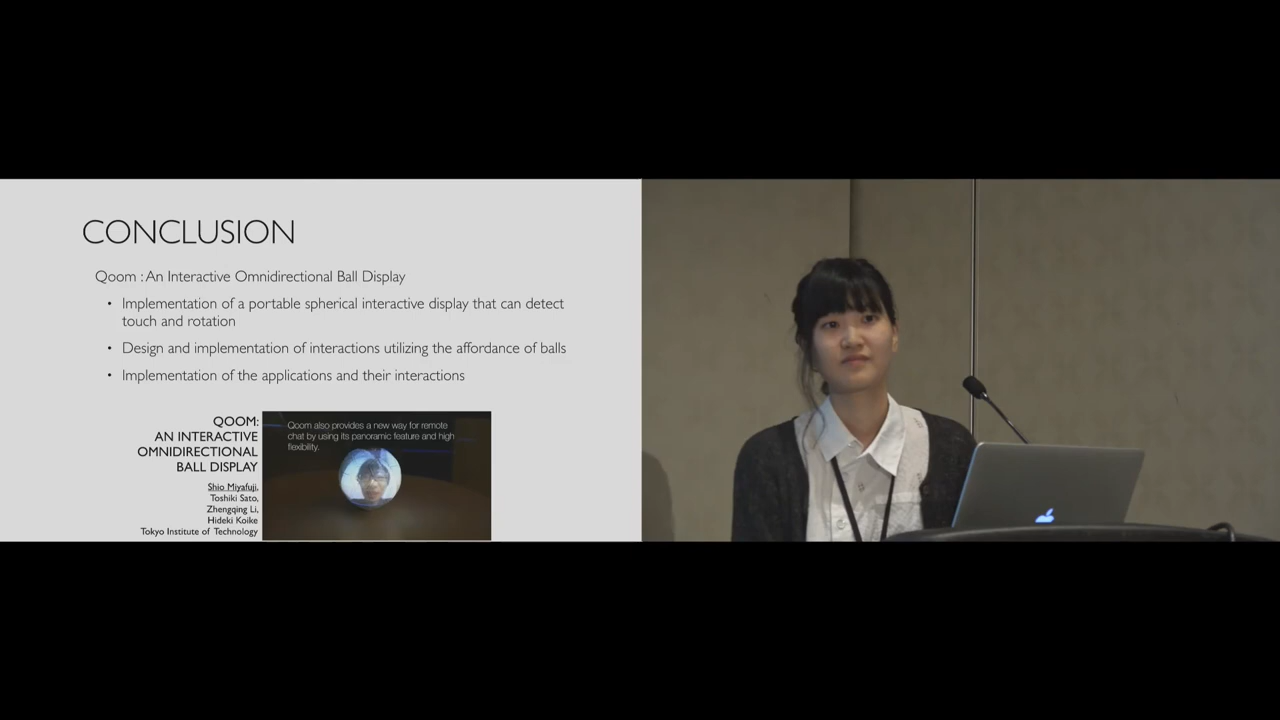 CONCLUSION
Qoom : An Interactive Omnidirectional Ball Display
• Implementation of a portable spherical interactive display that can detect
touch and rotation
• Design and implementation of interactions utilizing the affordance of balls
• Implementation of the applications and their interactions
QOOM:
AN INTERACTIVE
OMNIDIRECTIONAL
BALL DISPLAY
Shio Miyafuji,
Toshiki Sato,
Zhengqing Li,
Hideki Koike
Tokyo Institute of Technology
Qoom also provides a new way for remote
chat by using its panoramic feature and high
flexibility.